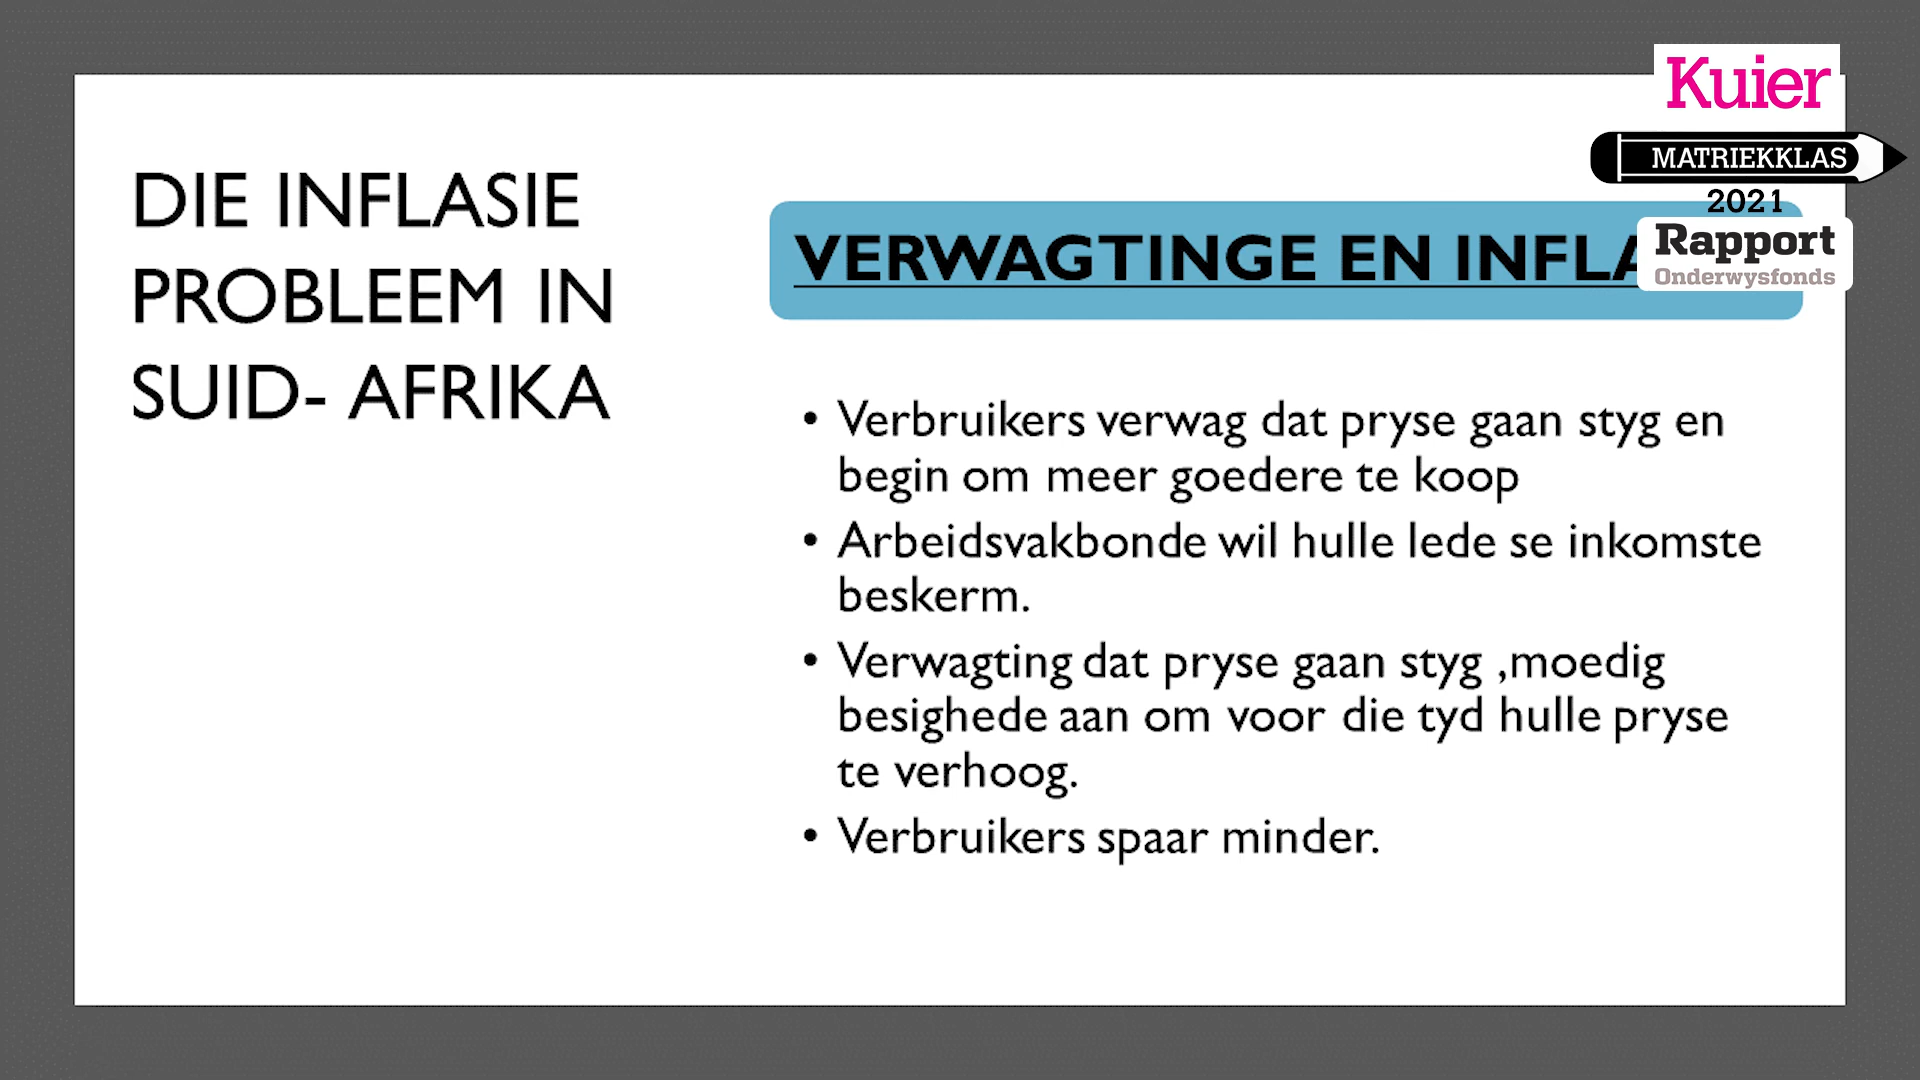 Kuier
MATRIEKKLAS
2021
Rapport
Onderwysfonds
DIE INFLASIE
PROBLEEM IN
SUID- AFRIKA
VERWAGTINGE EN
• Verbruikers verwag dat pryse gaan styg en
begin om meer goedere te koop
• Arbeidsvakbonde wil hulle lede se inkomste
beskerm.
• Verwagting dat pryse gaan styg ,moedig
besighede aan om voor die tyd hulle pryse
te verhoog.
• Verbruikers spaar minder.